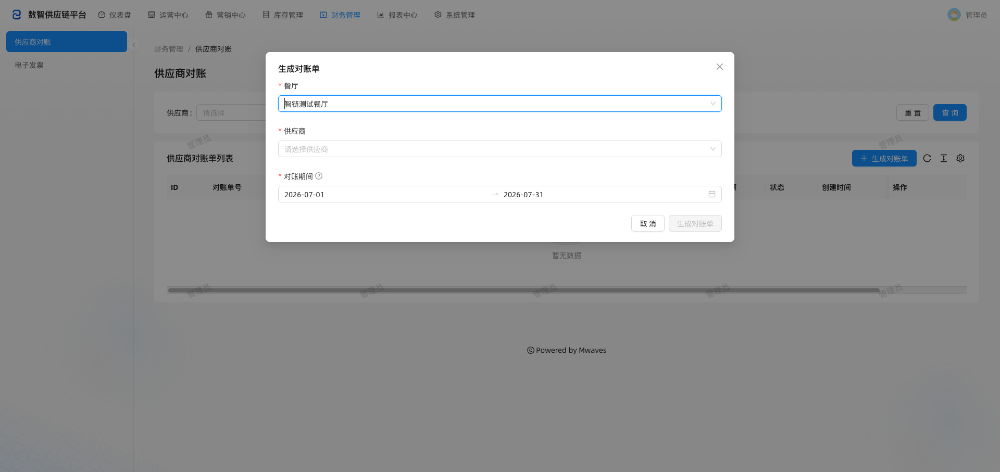 数智供应链平台 仪表盘 运营中心 营销中心 库存管理 财务管理 报表中心 系统管理 管理员
供应商对账
电子发票
财务管理 / 供应商对账
供应商对账
供应商: 请选择
重 置 查 询
供应商对账单列表
生成对账单
ID 对账单号 状态 创建时间 操作
暂无数据
生成对账单
* 餐厅
智链测试餐厅
* 供应商
请选择供应商
* 对账期间
2026-07-01 → 2026-07-31
取 消 生成对账单
管理员 管理员
管理员 管理员 管理员 管理员 管理员
© Powered by Mwaves